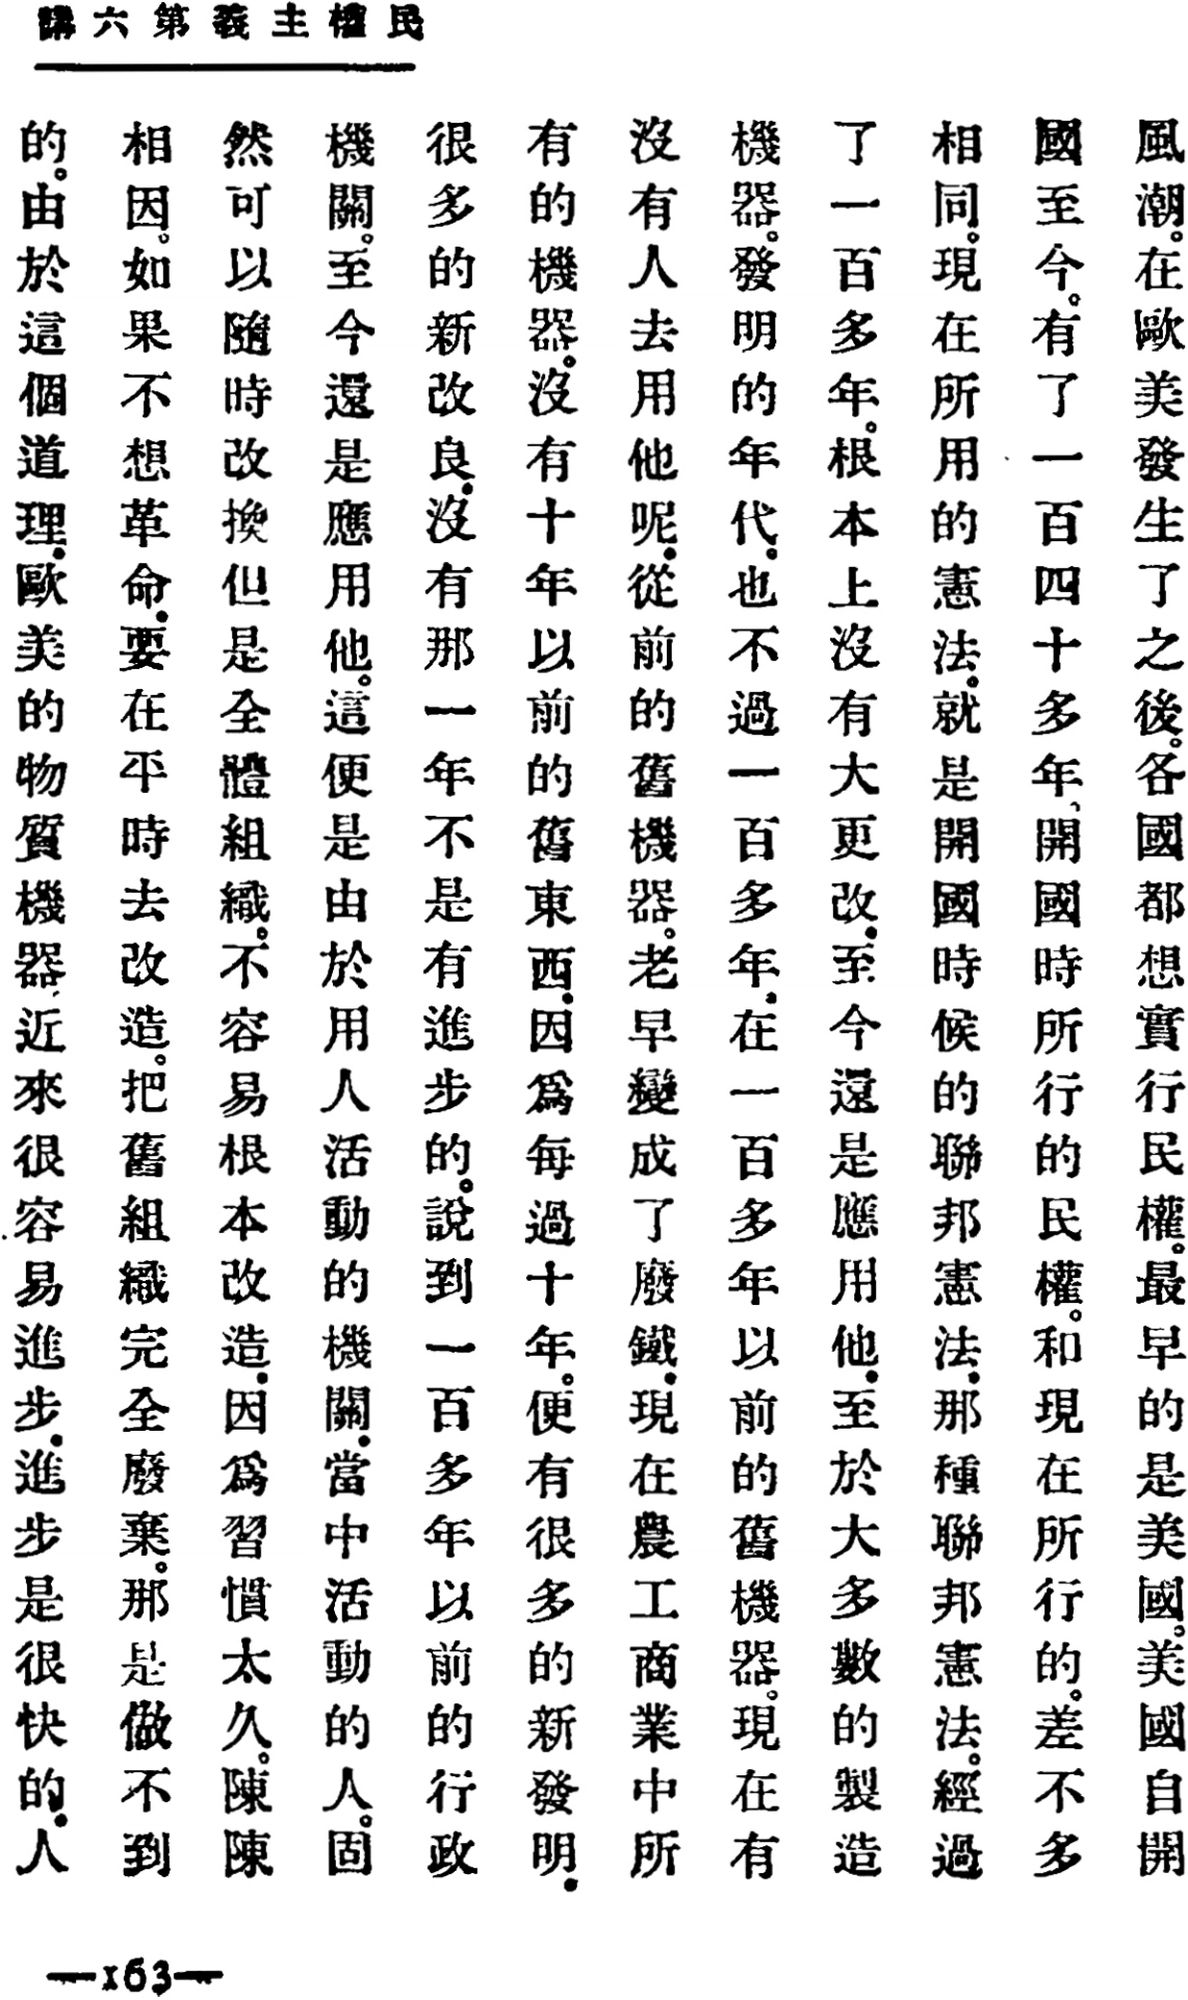 民權主義第六講
風潮。在歐美發生了之後。各國都想實行民權。最早的是美國。美國自開
國至今。有了一百四十多年、開國時所行的民權。和現在所行的。差不多
相同。現在所用的憲法。就是開國時候的聯邦憲法.那種聯邦憲法。經過
了一百多年。根本上沒有大更改.至今還是應用他.至於大多數的製造
機器。發明的年代.也不過一百多年.在一百多年以前的舊機器。現在有
沒有人去用他呢.從前的舊機器。老早變成了廢鐵.現在農工商業中所
有的機器。沒有十年以前的舊東西.因爲每過十年。便有很多的新發明.
很多的新改良.沒有那一年不是有進步的。說到一百多年以前的行政
機關。至今還是應用他。這便是由於用人活動的機關.當中活動的人。固
然可以隨時改換但是全體組織。不容易根本改造.因爲習慣太久。陳陳
相因。如果不想革命.要在平時去改造。把舊組織完全廢棄。那是做不到
的。由於這個道理.歐美的物質機器近來很容易進步.進步是很快的.人
—163—